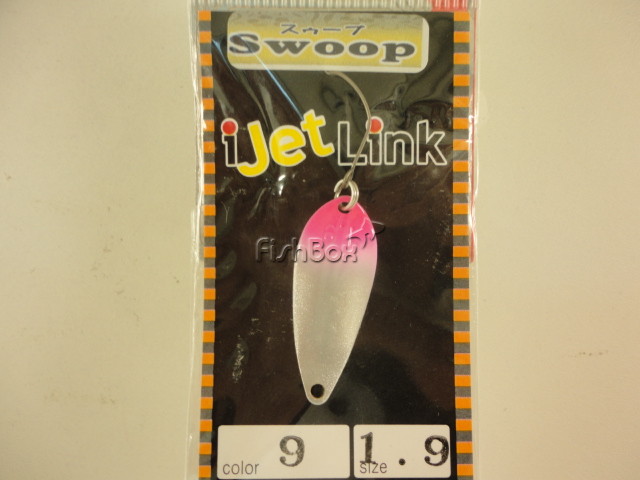 スゥープ
Swoop
iJet Link
FishBox
color 9
size 1.9